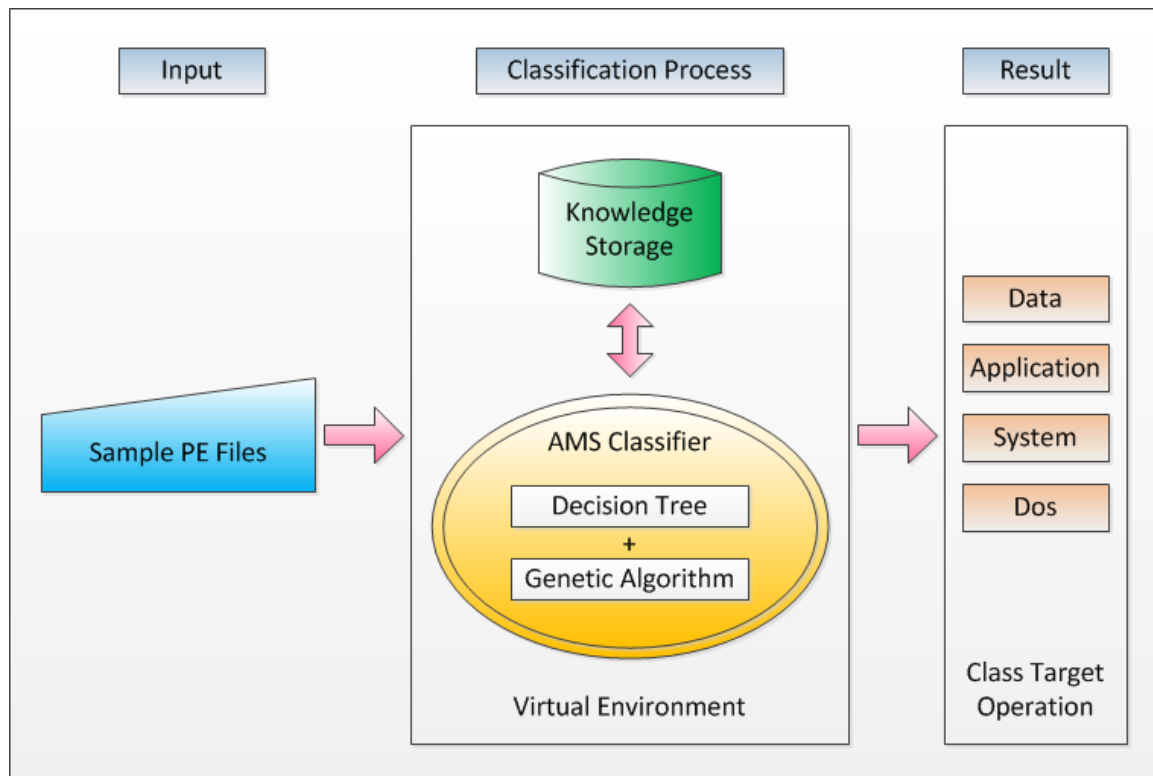 Input
Classification Process
Result
Knowledge
Storage
Sample PE Files
AMS Classifier
Decision Tree
+
Genetic Algorithm
Virtual Environment
Data
Application
System
Dos
Class Target
Operation